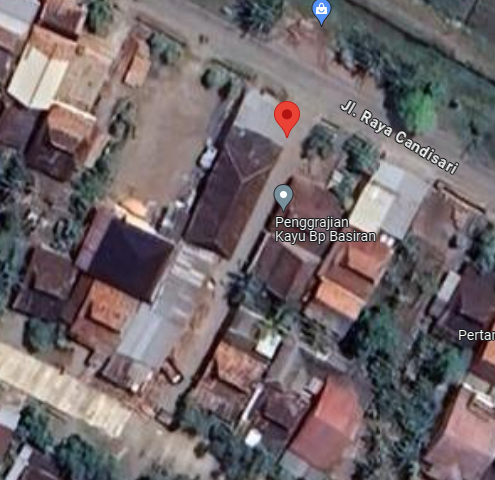 Jl. Raya Candisari
Penggrajian
Kayu Bp Basiran
Pertan